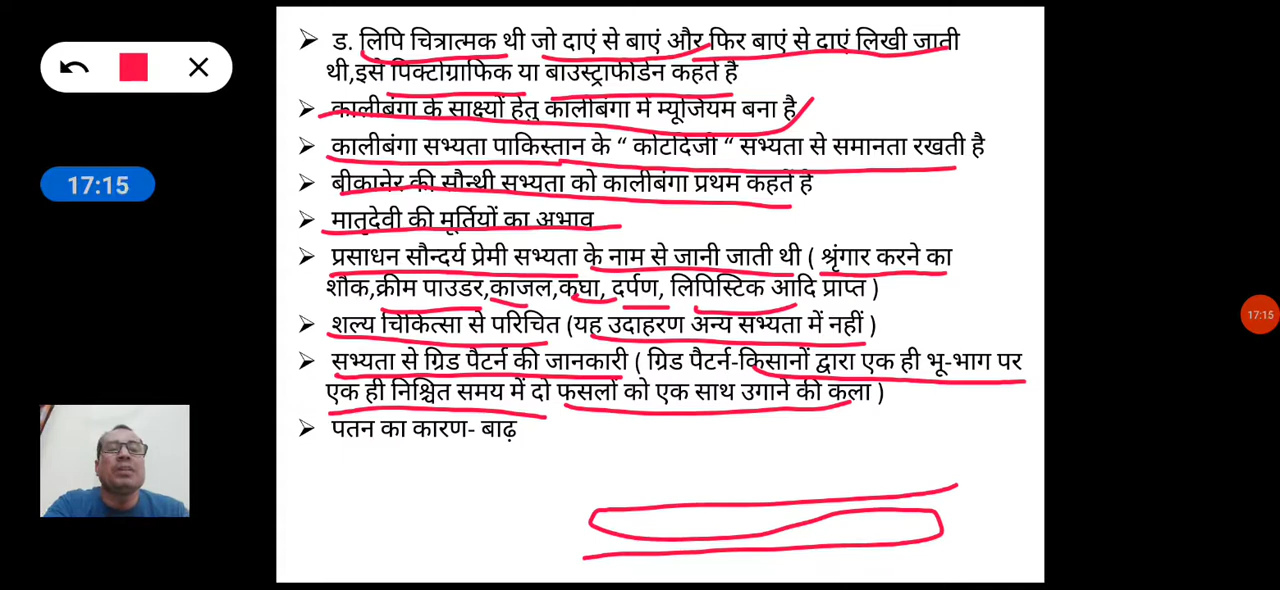 ड. लिपि चित्रात्मक थी जो दाएं से बाएं और फिर बाएं से दाएं लिखी जाती
थी,इसे पिक्टोग्राफिक या बाउस्ट्राफीडेन कहते है
कालीबंगा के साक्ष्यों हेतु कालीबंगा में म्यूजियम बना है
कालीबंगा सभ्यता पाकिस्तान के “ कोटदिजी “ सभ्यता से समानता रखती है
बीकानेर की सौन्थी सभ्यता को कालीबंगा प्रथम कहते है
मातृदेवी की मूर्तियों का अभाव
प्रसाधन सौन्दर्य प्रेमी सभ्यता के नाम से जानी जाती थी ( श्रृंगार करने का
शौक,क्रीम पाउडर,काजल,कंघा, दर्पण, लिपिस्टिक आदि प्राप्त )
शल्य चिकित्सा से परिचित (यह उदाहरण अन्य सभ्यता में नहीं )
सभ्यता से ग्रिड पैटर्न की जानकारी ( ग्रिड पैटर्न-किसानों द्वारा एक ही भू-भाग पर
एक ही निश्चित समय में दो फसलों को एक साथ उगाने की कला )
पतन का कारण- बाढ़
17:15
17:15